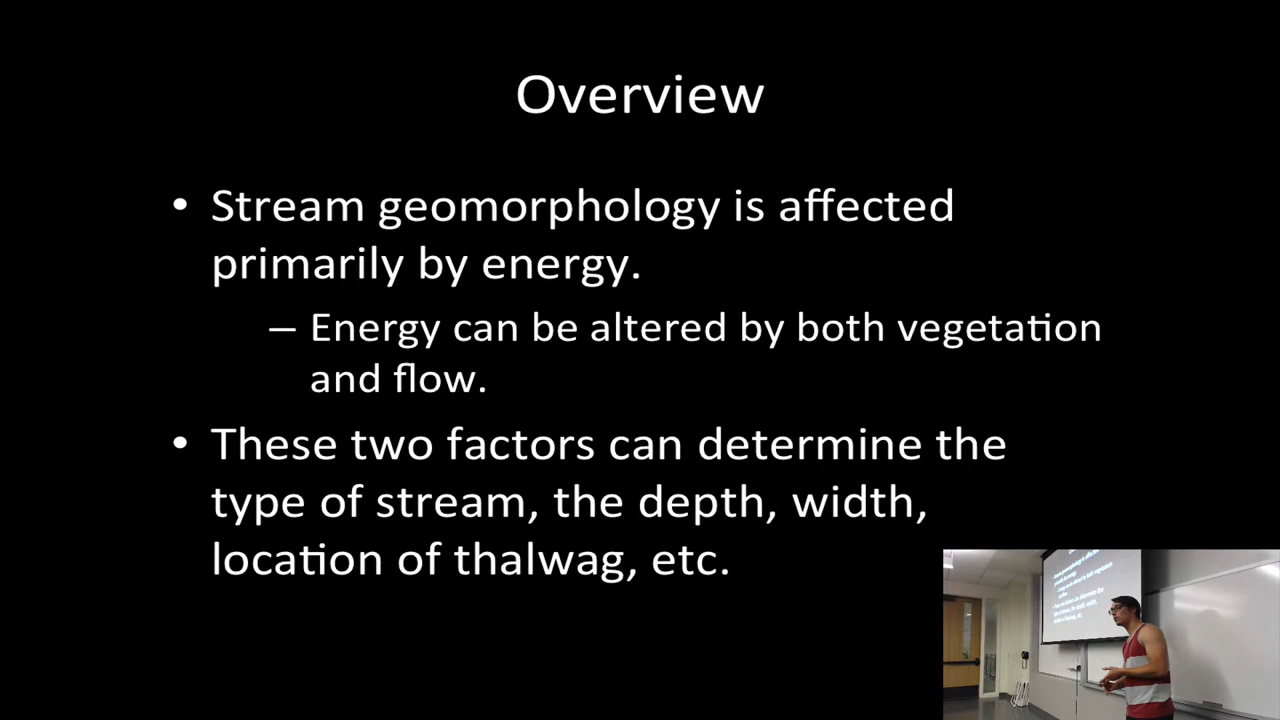 Overview
• Stream geomorphology is affected
primarily by energy.
– Energy can be altered by both vegetation
and flow.
• These two factors can determine the
type of stream, the depth, width,
location of thalwag, etc.